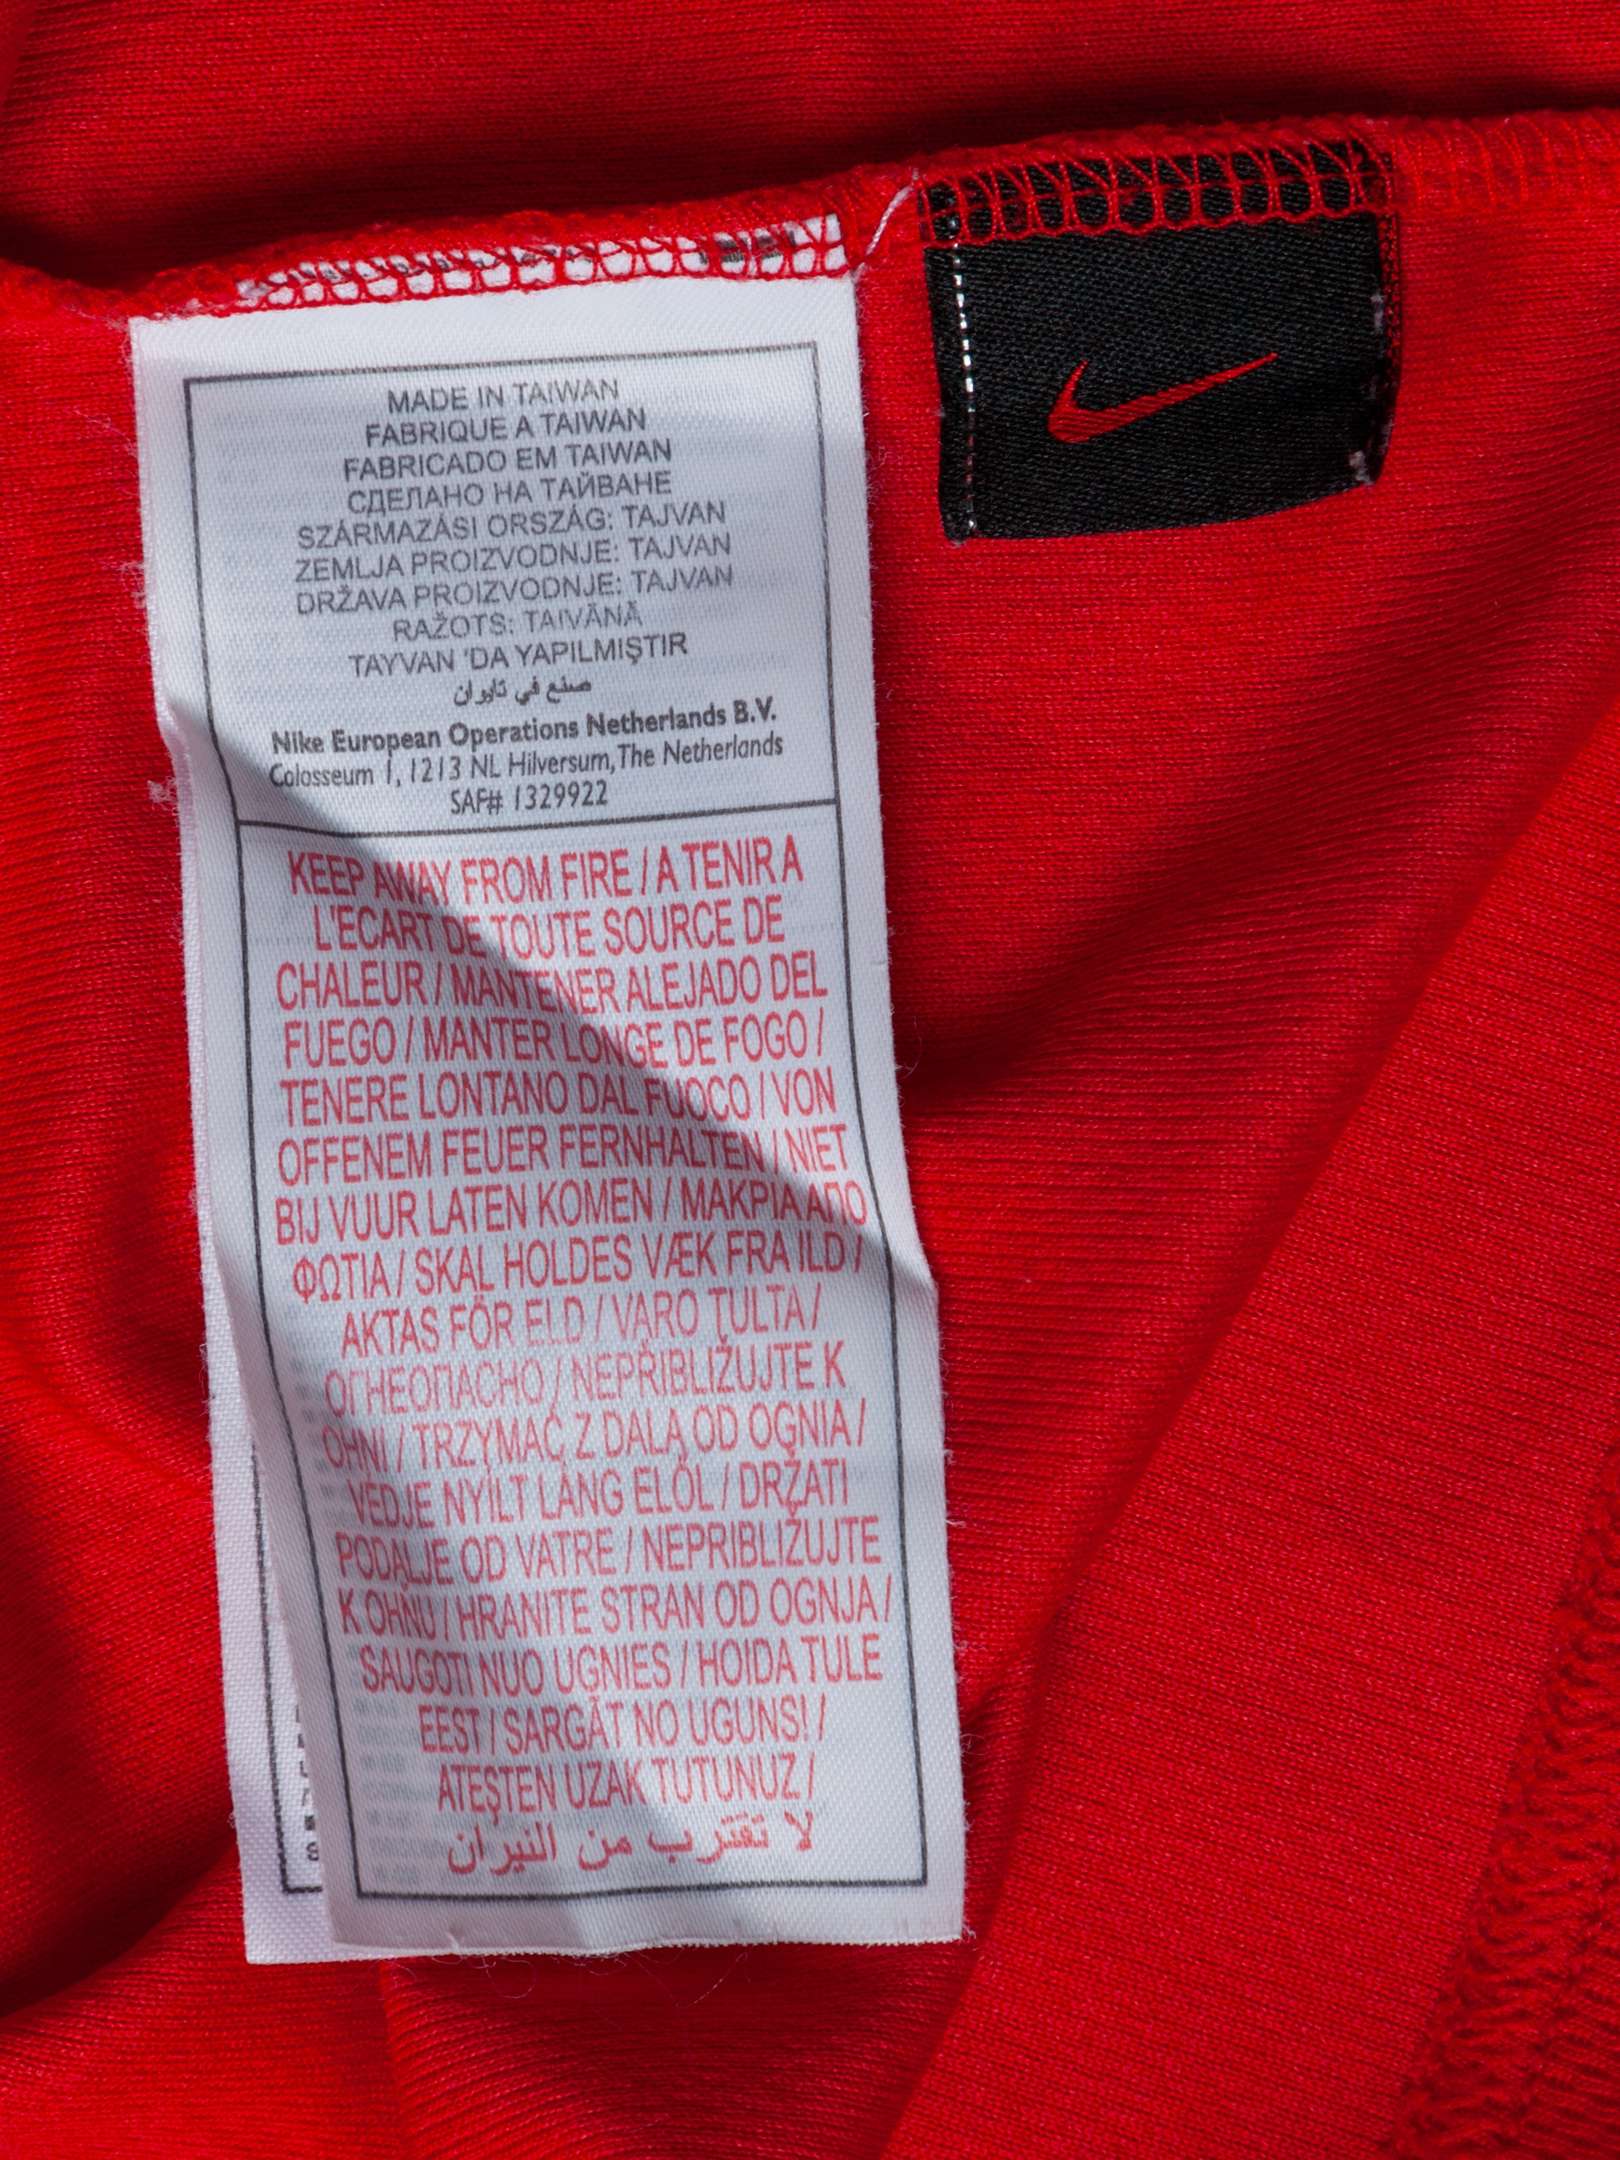 MADE IN TAIWAN
FABRIQUE A TAIWAN
FABRICADO EM TAIWAN
СДЕЛАНО НА ТАЙВАНЕ
SZÁRMAZÁSI ORSZÁG: TAJVAN
ZEMLJA PROIZVODNJE: TAJVAN
DRŽAVA PROIZVODNJE: TAJVAN
RAŽOTS: TAIVĀNĀ
TAYVAN 'DA YAPILMIŞTIR
صنع في تايوان
Nike European Operations Netherlands B.V.
Colosseum 1, 1213 NL Hilversum, The Netherlands
SAF# 1329922
KEEP AWAY FROM FIRE / A TENIR A
L'ECART DE TOUTE SOURCE DE
CHALEUR / MANTENER ALEJADO DEL
FUEGO / MANTER LONGE DE FOGO /
TENERE LONTANO DAL FUOCO / VON
OFFENEM FEUER FERNHALTEN / NIET
BIJ VUUR LATEN KOMEN / ΜΑΚΡΙΑ ΑΠΟ
ΦΩΤΙΑ / SKAL HOLDES VÆK FRA ILD /
AKTAS FÖR ELD / VARO TULTA /
ОГНЕОПАСНО / NEPŘIBLIŽUJTE K
OHNI / TRZYMAĆ Z DALA OD OGNIA /
VÉDJE NYÍLT LÁNG ELŐL / DRŽATI
PODALJE OD VATRE / NEPRIBLIŽUJTE
K OHŇU / HRANITE STRAN OD OGNJA /
SAUGOTI NUO UGNIES / HOIDA TULE
EEST / SARGĀT NO UGUNS! /
ATEŞTEN UZAK TUTUNUZ /
لا تقترب من النيران